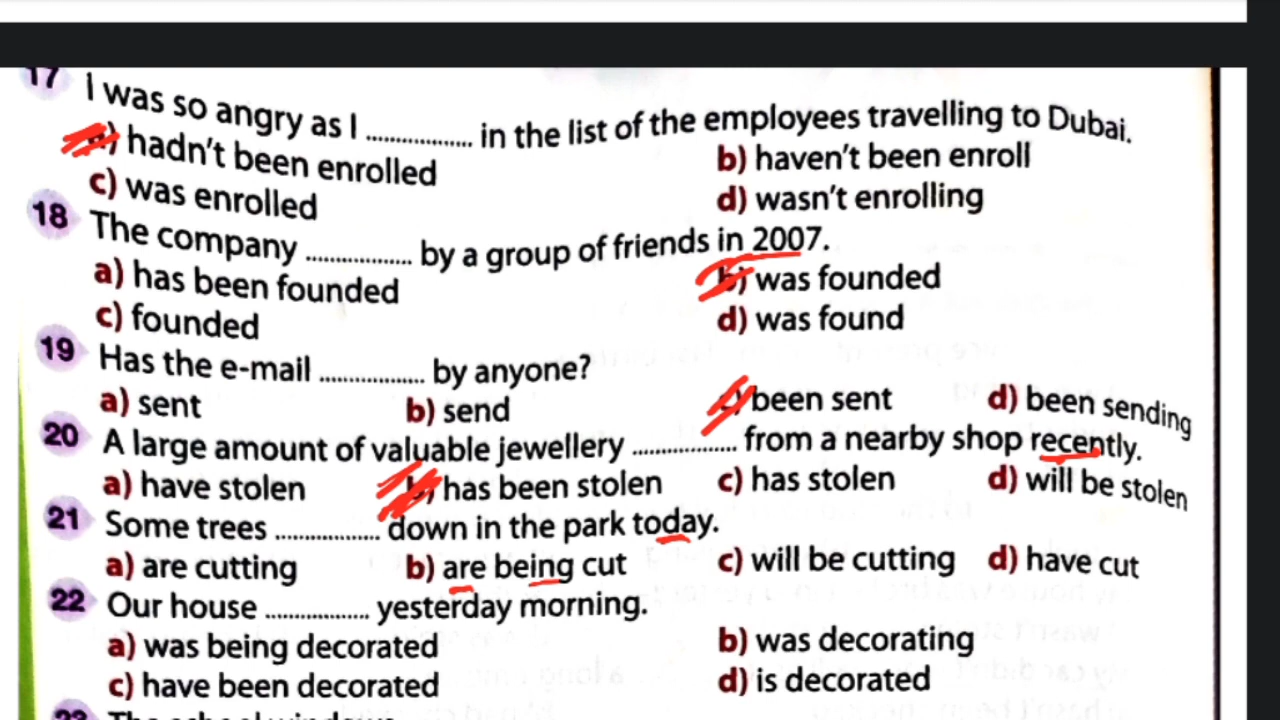 17 I was so angry as I ................ in the list of the employees travelling to Dubai.
a) hadn't been enrolled b) haven't been enroll
c) was enrolled d) wasn't enrolling
18 The company ................ by a group of friends in 2007.
a) has been founded b) was founded
c) founded d) was found
19 Has the e-mail ................ by anyone?
a) sent b) send c) been sent d) been sending
20 A large amount of valuable jewellery ................ from a nearby shop recently.
a) have stolen b) has been stolen c) has stolen d) will be stolen
21 Some trees ................ down in the park today.
a) are cutting b) are being cut c) will be cutting d) have cut
22 Our house ................ yesterday morning.
a) was being decorated b) was decorating
c) have been decorated d) is decorated
23 The school windows